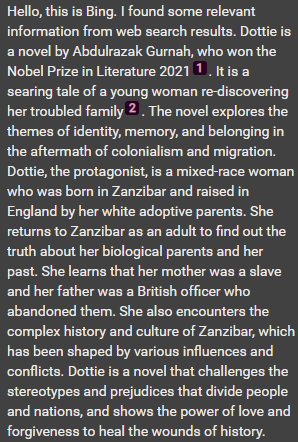 Hello, this is Bing. I found some relevant
information from web search results. Dottie is
a novel by Abdulrazak Gurnah, who won the
Nobel Prize in Literature 2021 1 . It is a
searing tale of a young woman re-discovering
her troubled family 2 . The novel explores the
themes of identity, memory, and belonging in
the aftermath of colonialism and migration.
Dottie, the protagonist, is a mixed-race woman
who was born in Zanzibar and raised in
England by her white adoptive parents. She
returns to Zanzibar as an adult to find out the
truth about her biological parents and her
past. She learns that her mother was a slave
and her father was a British officer who
abandoned them. She also encounters the
complex history and culture of Zanzibar, which
has been shaped by various influences and
conflicts. Dottie is a novel that challenges the
stereotypes and prejudices that divide people
and nations, and shows the power of love and
forgiveness to heal the wounds of history.